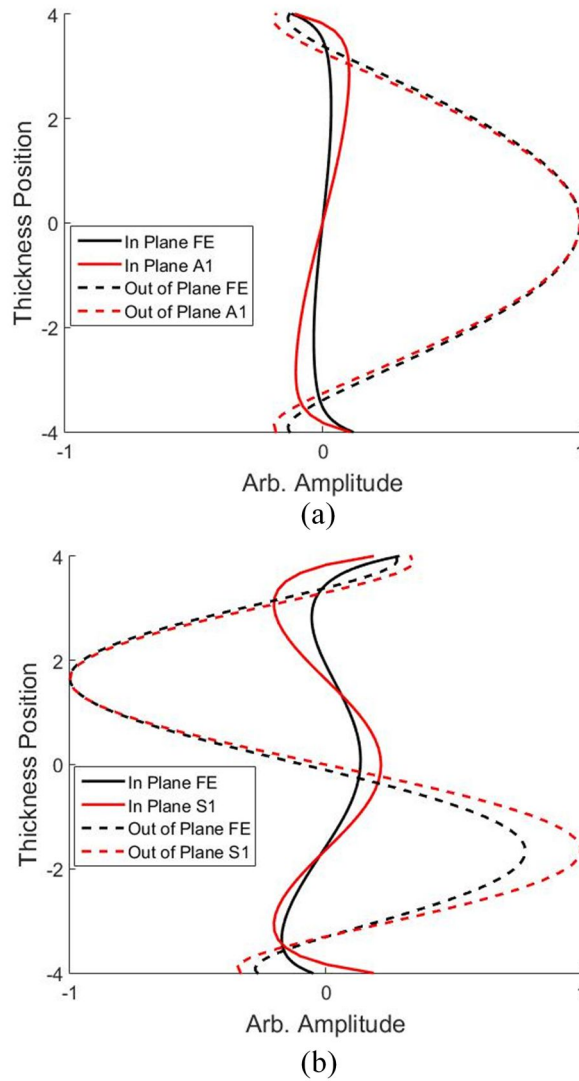 4
2
0
-2
-4
Thickness Position
In Plane FE
In Plane A1
Out of Plane FE
Out of Plane A1
-1 0 1
Arb. Amplitude
(a)
4
2
0
-2
-4
Thickness Position
In Plane FE
In Plane S1
Out of Plane FE
Out of Plane S1
-1 0 1
Arb. Amplitude
(b)